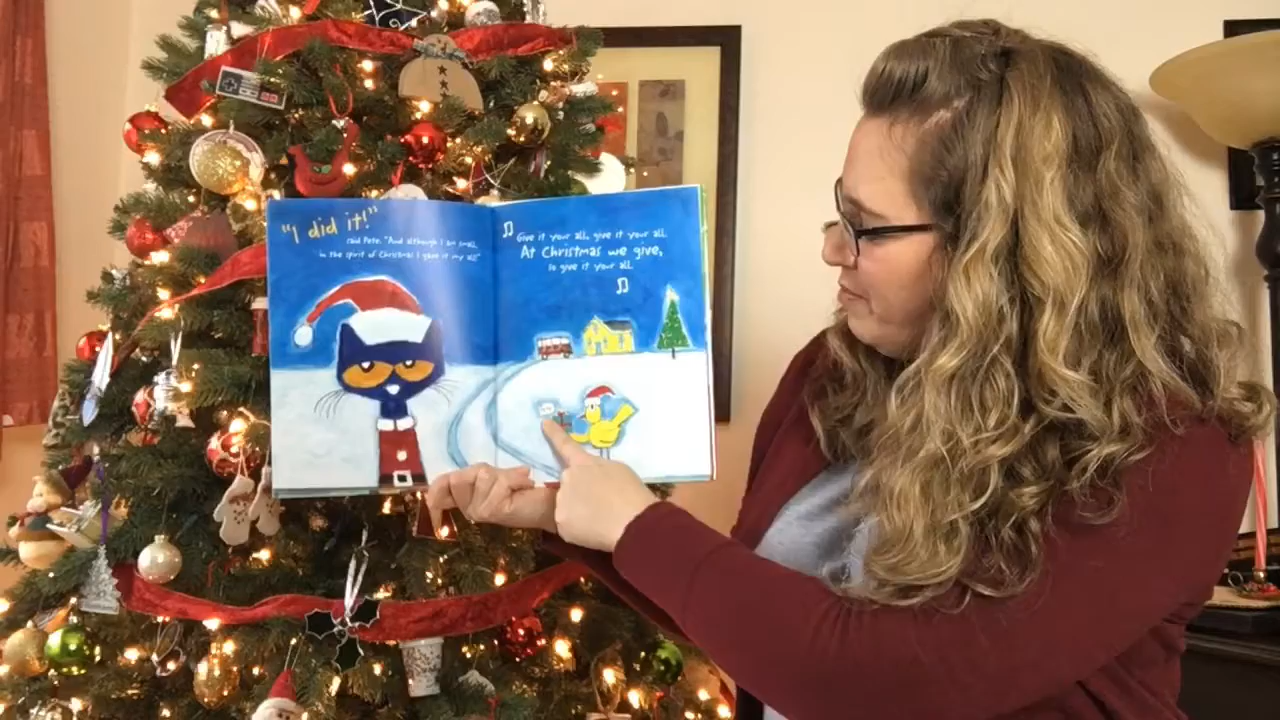 "I did it!"
said Pete. "And although I am small,
in the spirit of Christmas I gave it my all!"
♫ Give it your all, give it your all.
At Christmas we give,
so give it your all.
♫